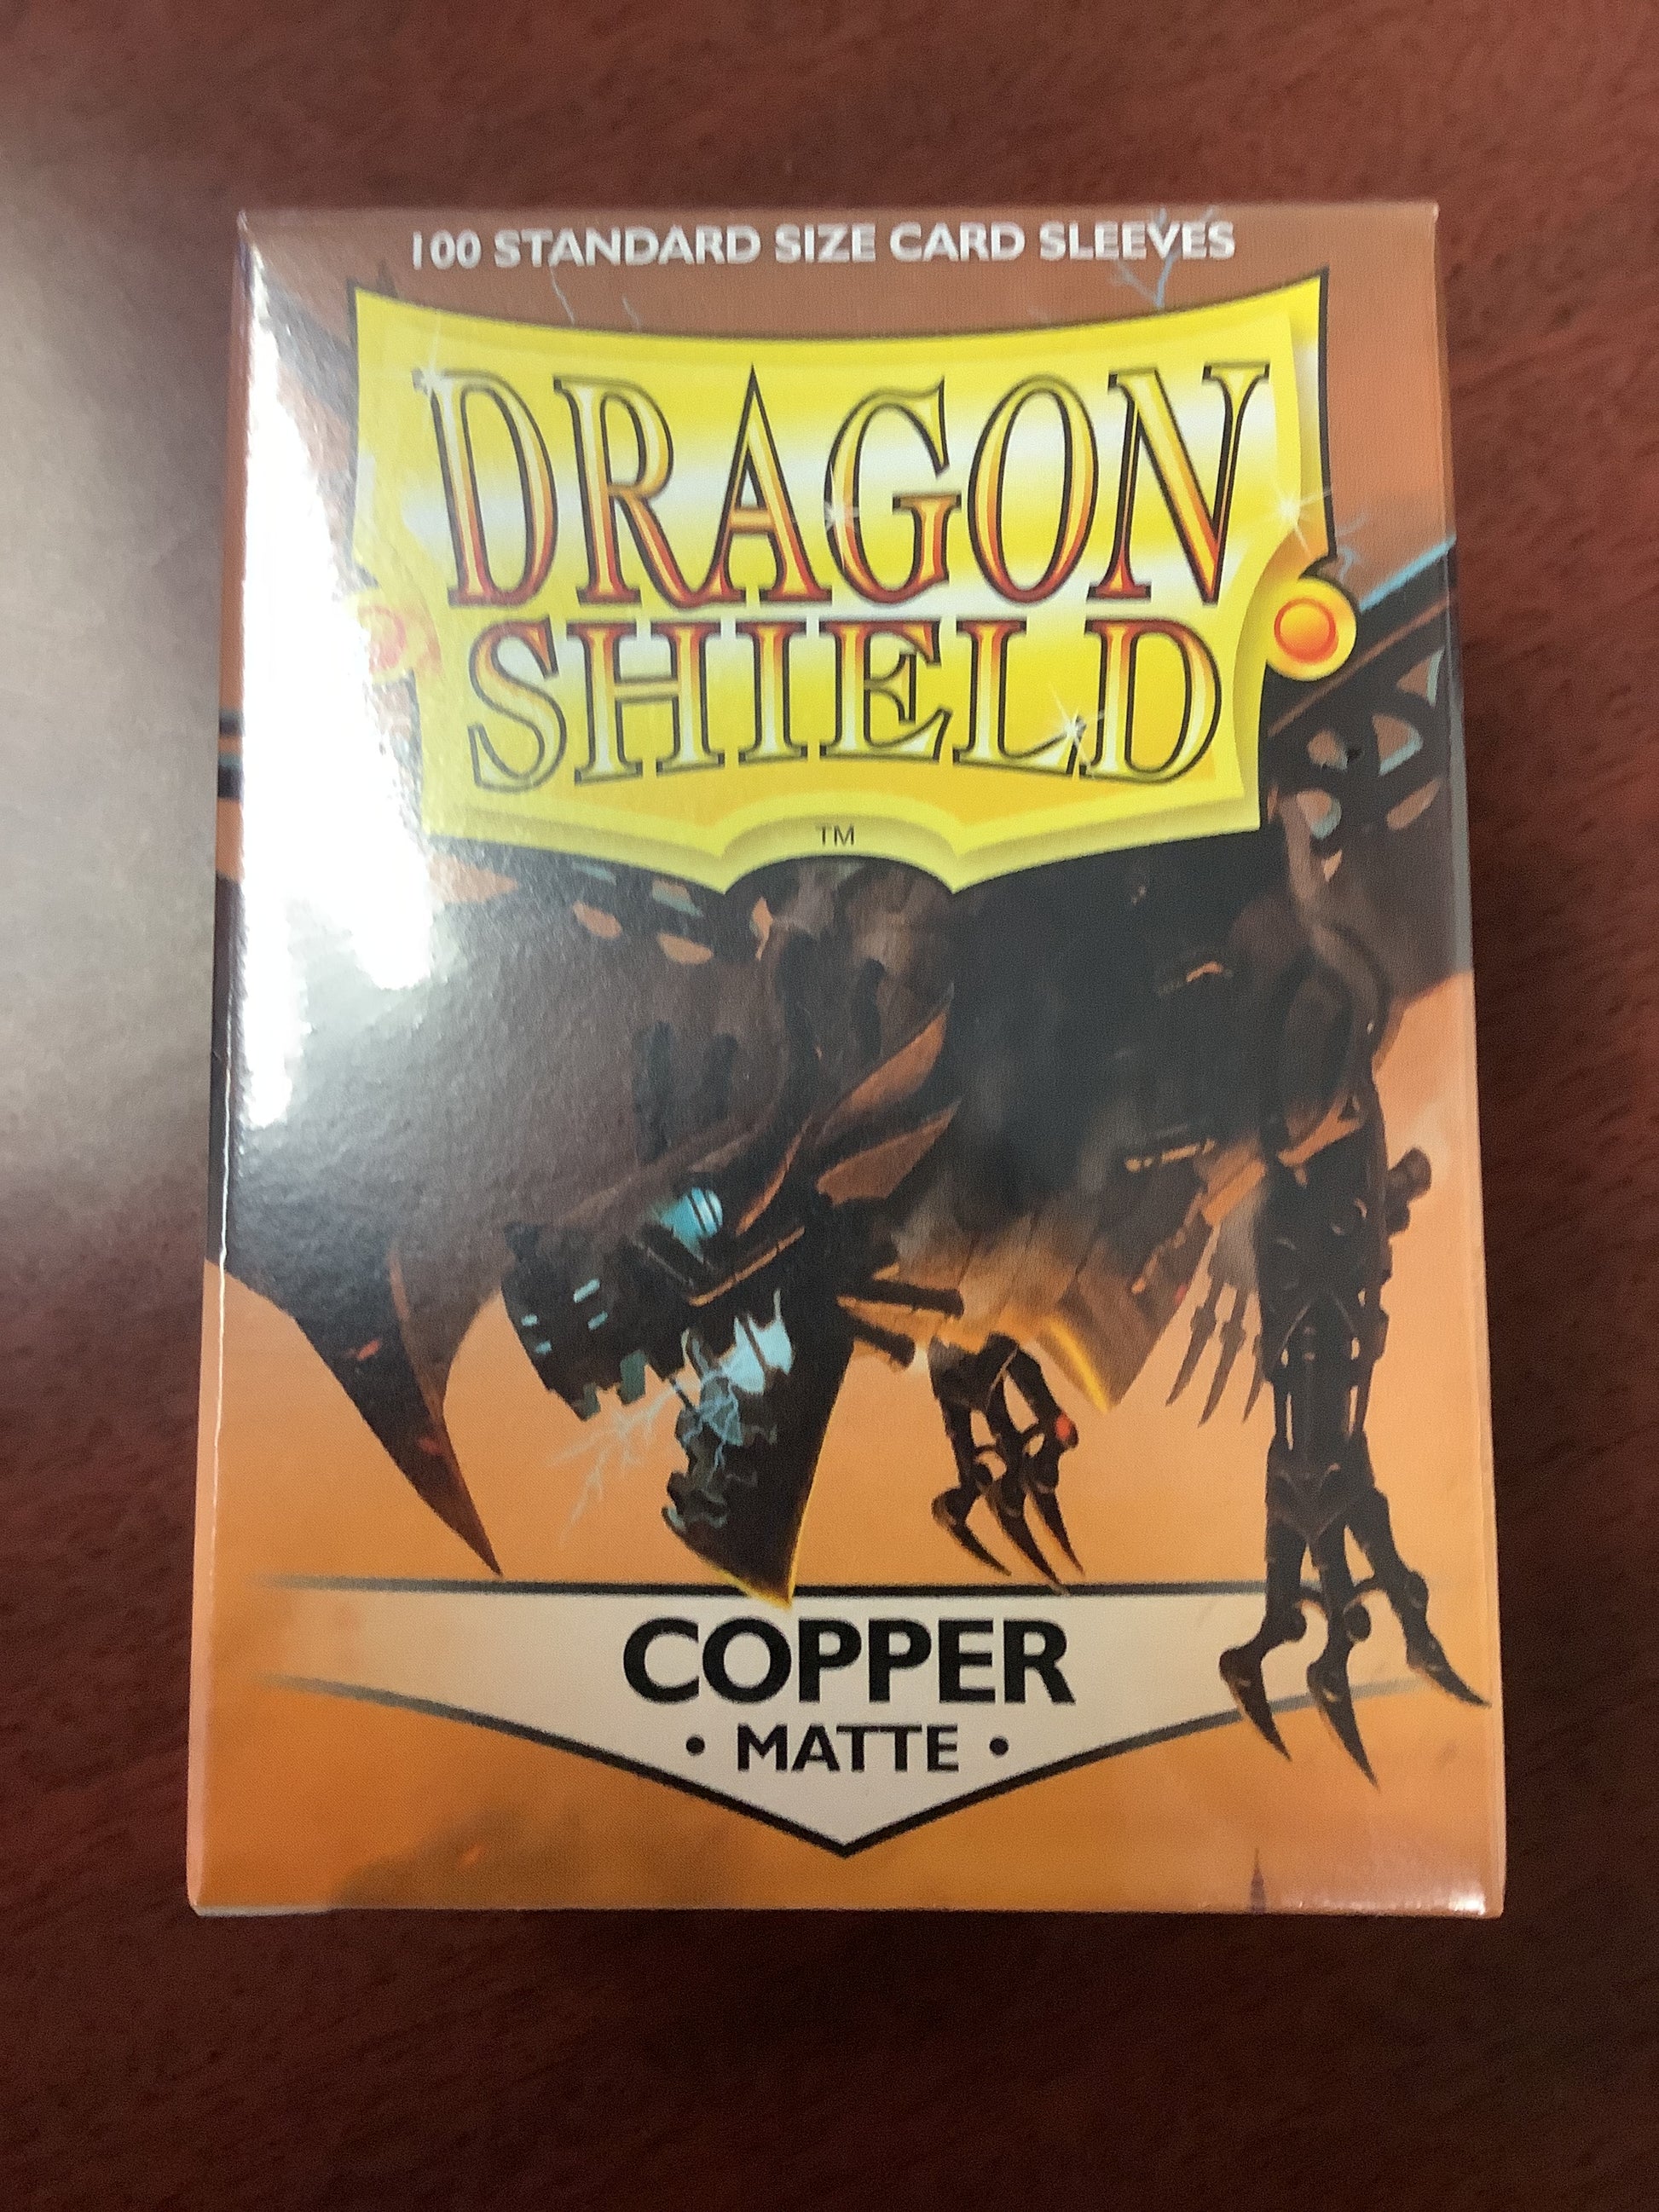 100 STANDARD SIZE CARD SLEEVES
DRAGON
SHIELD
TM
COPPER
• MATTE •